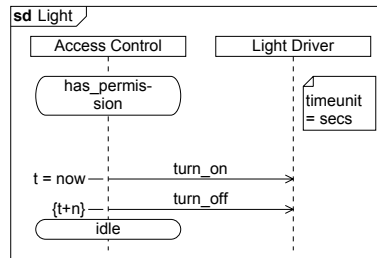 sd Light
Access Control
Light Driver
has_permis-
sion
timeunit
= secs
turn_on
t = now
turn_off
{t+n}
idle